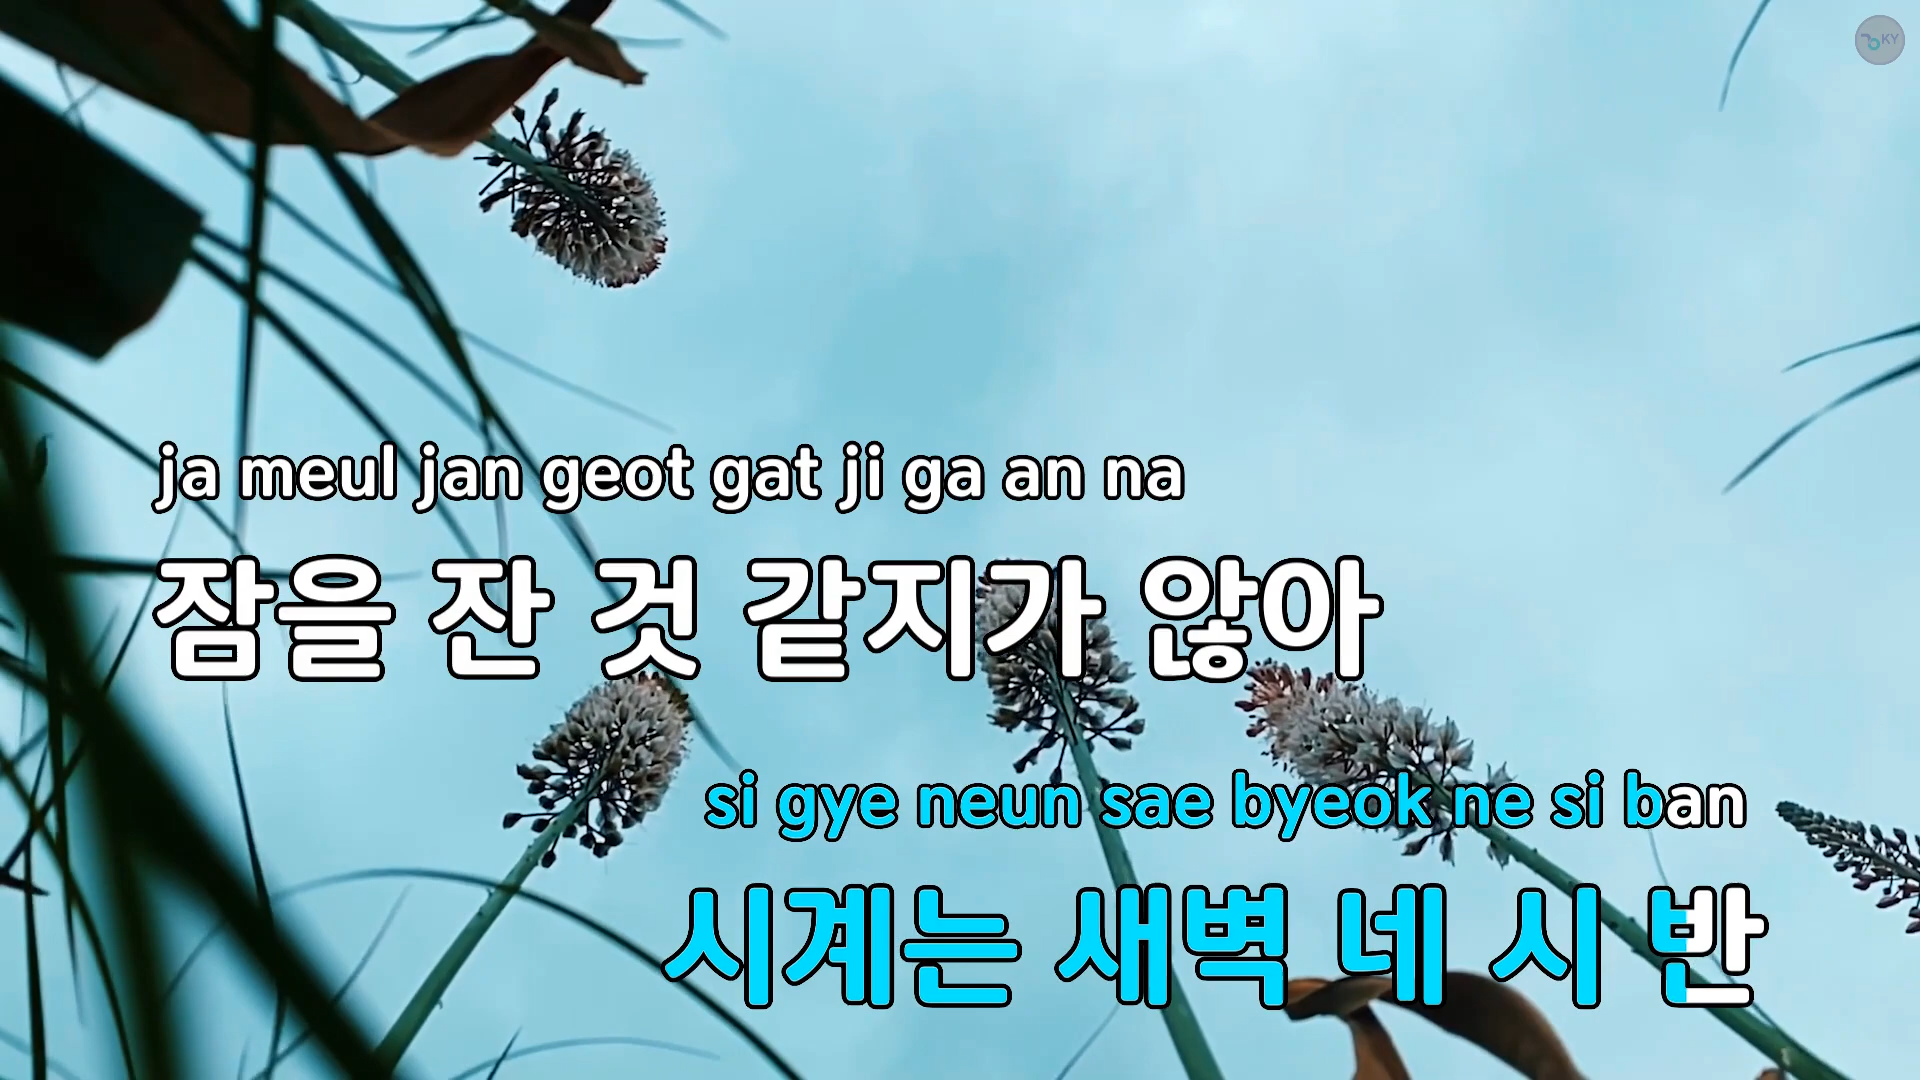 KY
ja meul jan geot gat ji ga an na
잠을 잔 것 같지가 않아
si gye neun sae byeok ne si ban
시계는 새벽 네 시 반